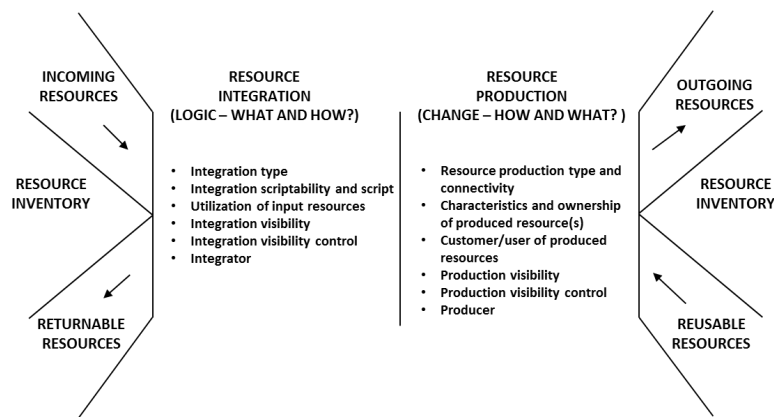 INCOMING
RESOURCES
RESOURCE
INVENTORY
RETURNABLE
RESOURCES
RESOURCE
INTEGRATION
(LOGIC – WHAT AND HOW?)
• Integration type
• Integration scriptability and script
• Utilization of input resources
• Integration visibility
• Integration visibility control
• Integrator
RESOURCE
PRODUCTION
(CHANGE – HOW AND WHAT? )
• Resource production type and
connectivity
• Characteristics and ownership
of produced resource(s)
• Customer/user of produced
resources
• Production visibility
• Production visibility control
• Producer
OUTGOING
RESOURCES
RESOURCE
INVENTORY
REUSABLE
RESOURCES